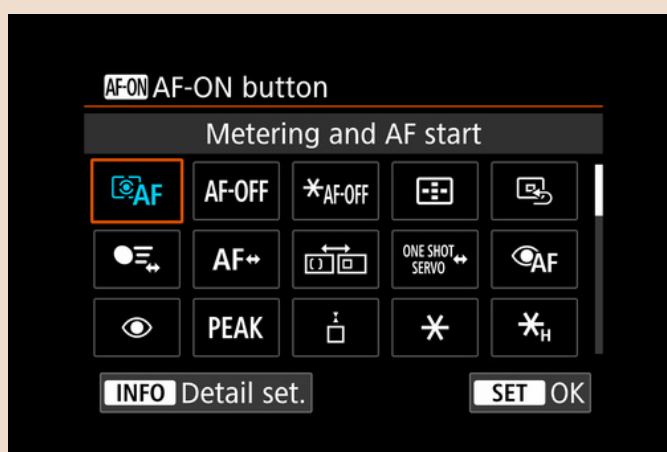 AF-ON AF-ON button
Metering and AF start
AF AF-OFF *AF-OFF
AF ONE SHOT SERVO AF
PEAK * *H
INFO Detail set. SET OK